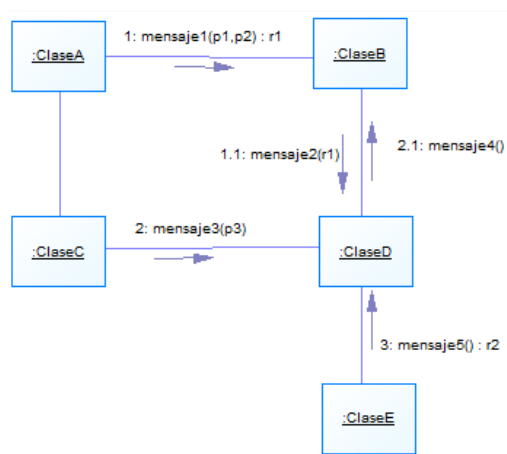 1: mensaje1(p1,p2) : r1
:ClaseA
:ClaseB
1.1: mensaje2(r1)
2.1: mensaje4()
2: mensaje3(p3)
:ClaseC
:ClaseD
3: mensaje5() : r2
:ClaseE